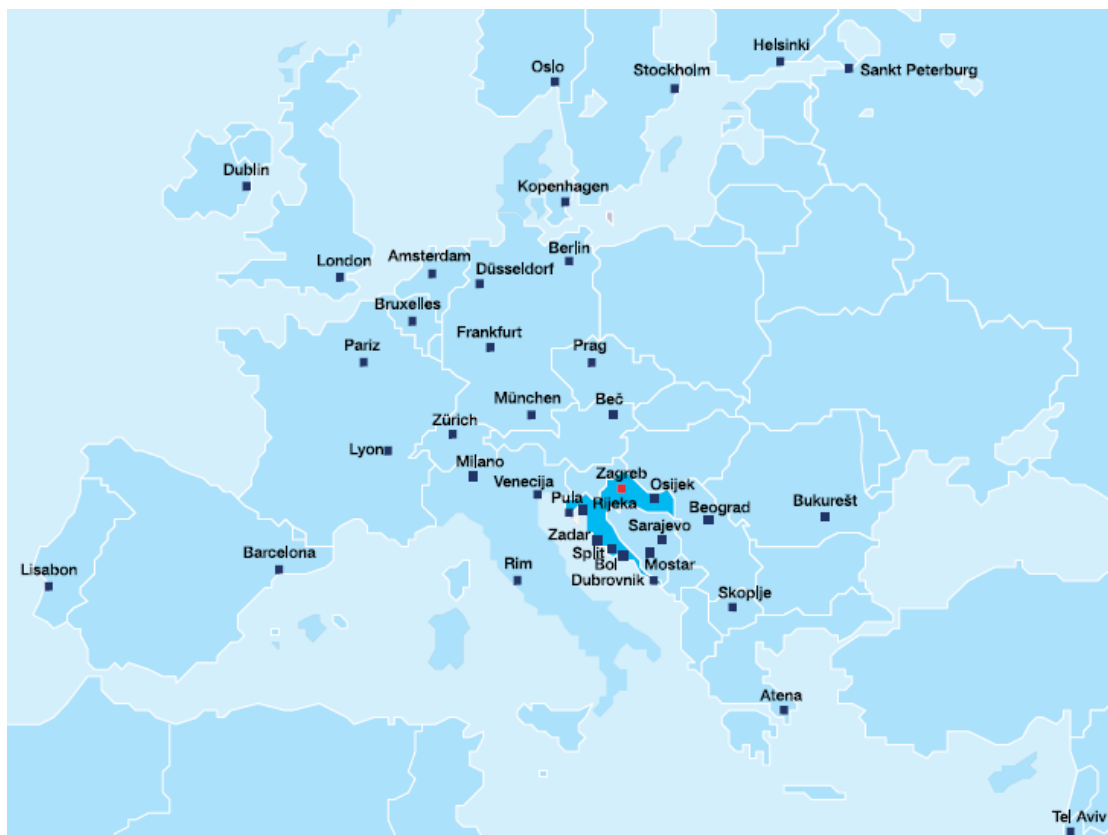 Helsinki
Oslo
Stockholm
Sankt Peterburg
Dublin
Kopenhagen
Berlin
Amsterdam
London
Düsseldorf
Bruxelles
Frankfurt
Pariz
Prag
München
Beč
Zürich
Lyon
Milano
Zagreb
Venecija
Osijek
Pula
Rijeka
Beograd
Bukurešt
Zadar
Sarajevo
Split
Barcelona
Rim
Bol
Mostar
Lisabon
Dubrovnik
Skoplje
Atena
Tel Aviv